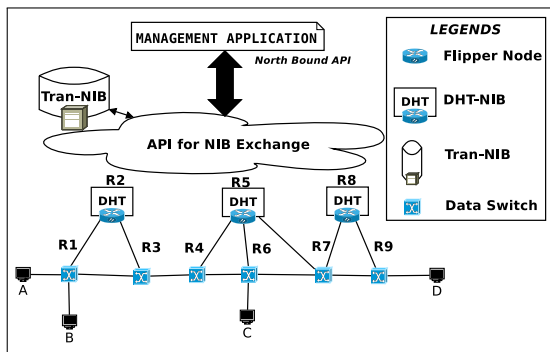 MANAGEMENT APPLICATION
North Bound API
Tran-NIB
API for NIB Exchange
R2
R5
R8
DHT
DHT
DHT
R1
R3
R4
R6
R7
R9
A
B
C
D
LEGENDS
Flipper Node
DHT
DHT-NIB
Tran-NIB
Data Switch